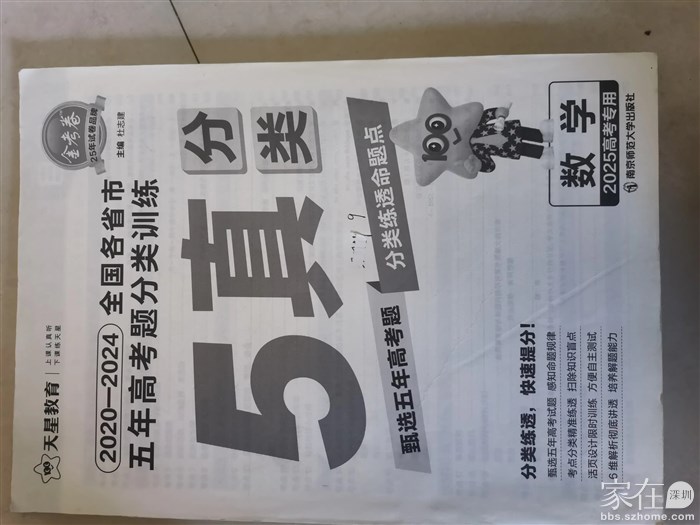 天星教育
上课认真听
下课练天星
金考卷
25年试卷品牌
主编 杜志建
2020—2024 全国各省市
五年高考题分类训练
5真
分类
甄选五年高考题
分类练透命题点
100
分类练透，快速提分！
甄选五年高考试题 感知命题规律
考点分类精准练透 扫除知识盲点
活页设计限时训练 方便自主测试
6维解析彻底讲透 培养解题能力
数学
2025高考专用
南京师范大学出版社
家在深圳
bbs.szhome.com